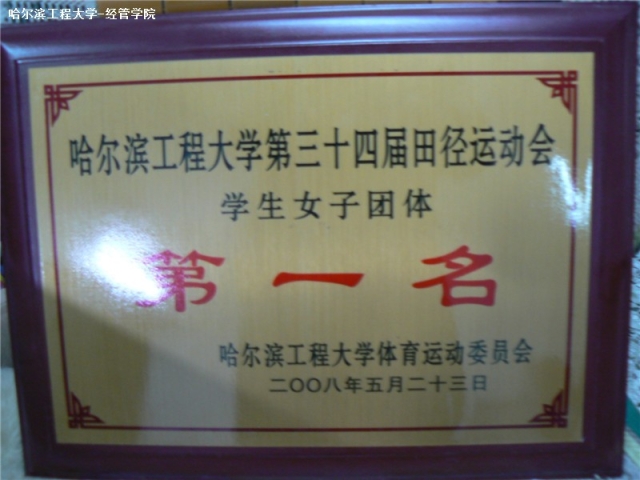 哈尔滨工程大学-经管学院
哈尔滨工程大学第三十四届田径运动会
学生女子团体
第一名
哈尔滨工程大学体育运动委员会
二〇〇八年五月二十三日